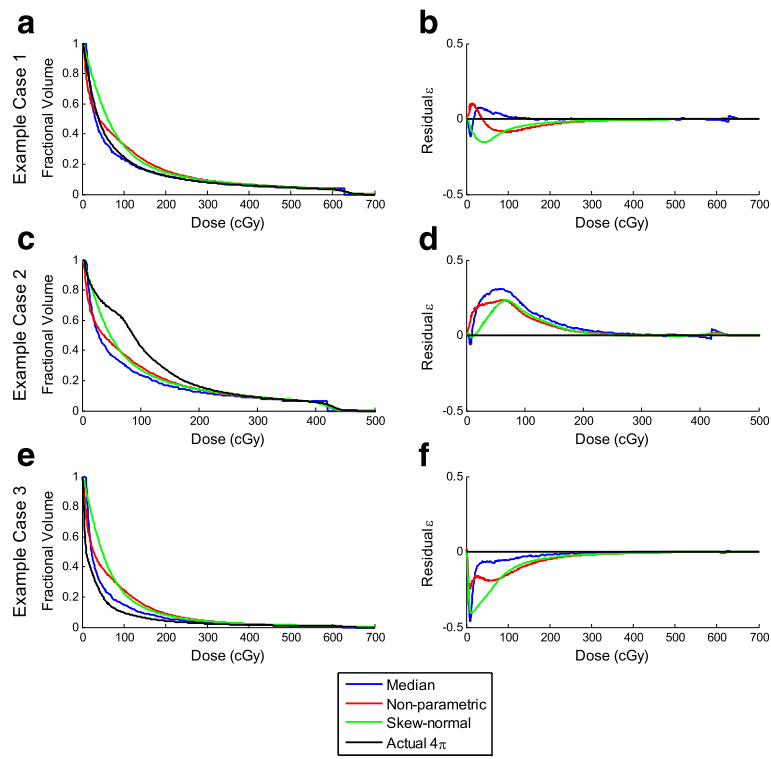 a
b
Example Case 1
Fractional Volume
1
0.8
0.6
0.4
0.2
0
0 100 200 300 400 500 600 700
Dose (cGy)
Residual ε
0.5
0
-0.5
0 100 200 300 400 500 600 700
Dose (cGy)
c
d
Example Case 2
Fractional Volume
1
0.8
0.6
0.4
0.2
0
0 100 200 300 400 500
Dose (cGy)
Residual ε
0.5
0
-0.5
0 100 200 300 400 500
Dose (cGy)
e
f
Example Case 3
Fractional Volume
1
0.8
0.6
0.4
0.2
0
0 100 200 300 400 500 600 700
Dose (cGy)
Residual ε
0.5
0
-0.5
0 100 200 300 400 500 600 700
Dose (cGy)
Median
Non-parametric
Skew-normal
Actual 4π